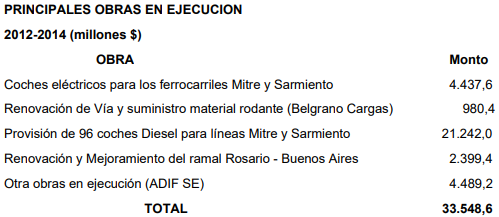 PRINCIPALES OBRAS EN EJECUCION
2012-2014 (millones $)
OBRA Monto
Coches eléctricos para los ferrocarriles Mitre y Sarmiento 4.437,6
Renovación de Vía y suministro material rodante (Belgrano Cargas) 980,4
Provisión de 96 coches Diesel para líneas Mitre y Sarmiento 21.242,0
Renovación y Mejoramiento del ramal Rosario - Buenos Aires 2.399,4
Otra obras en ejecución (ADIF SE) 4.489,2
TOTAL 33.548,6